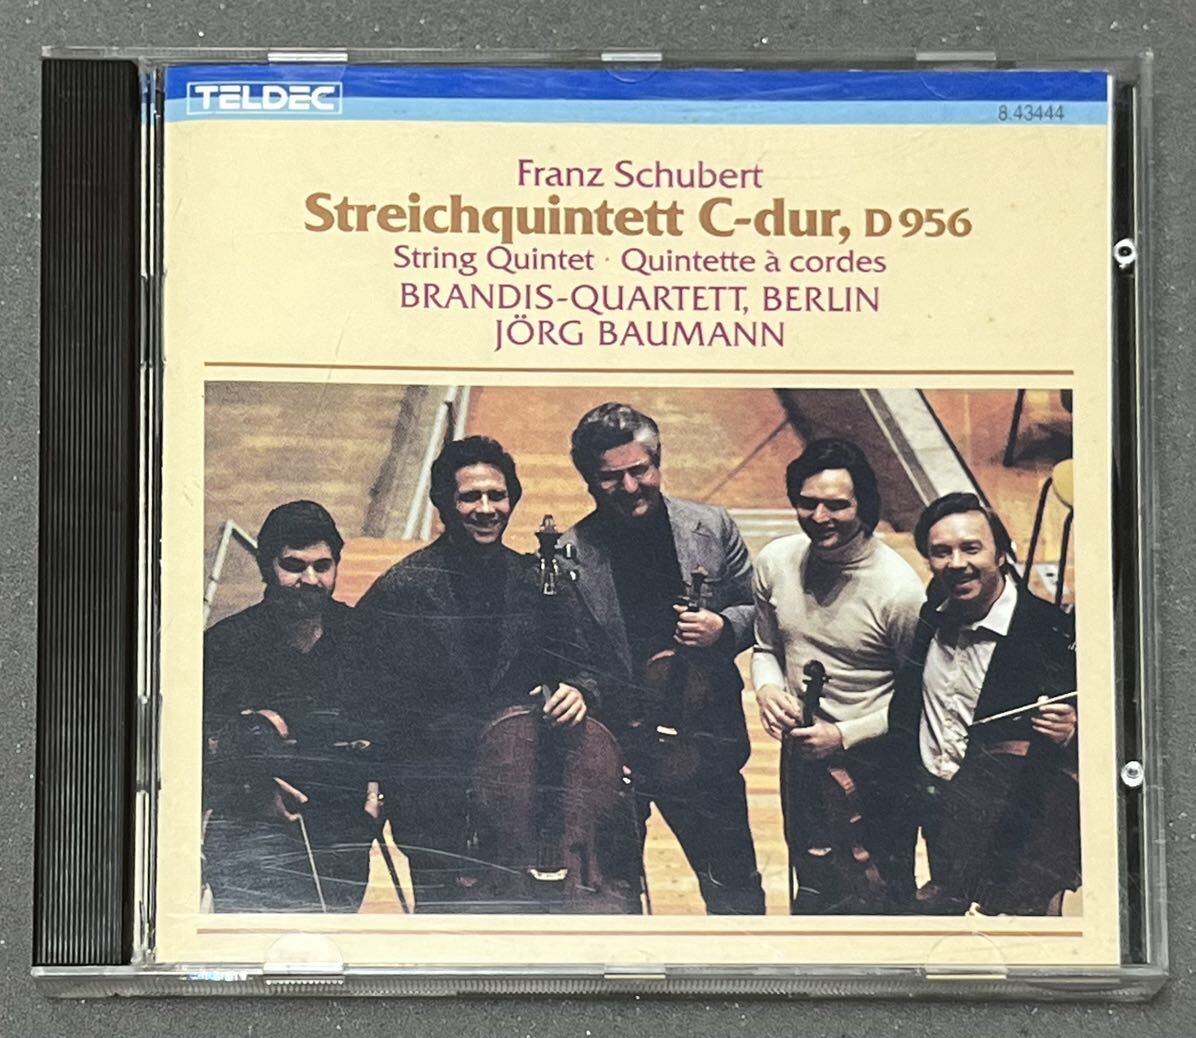 TELDEC
8.43444
Franz Schubert
Streichquintett C-dur, D 956
String Quintet · Quintette à cordes
BRANDIS-QUARTETT, BERLIN
JÖRG BAUMANN